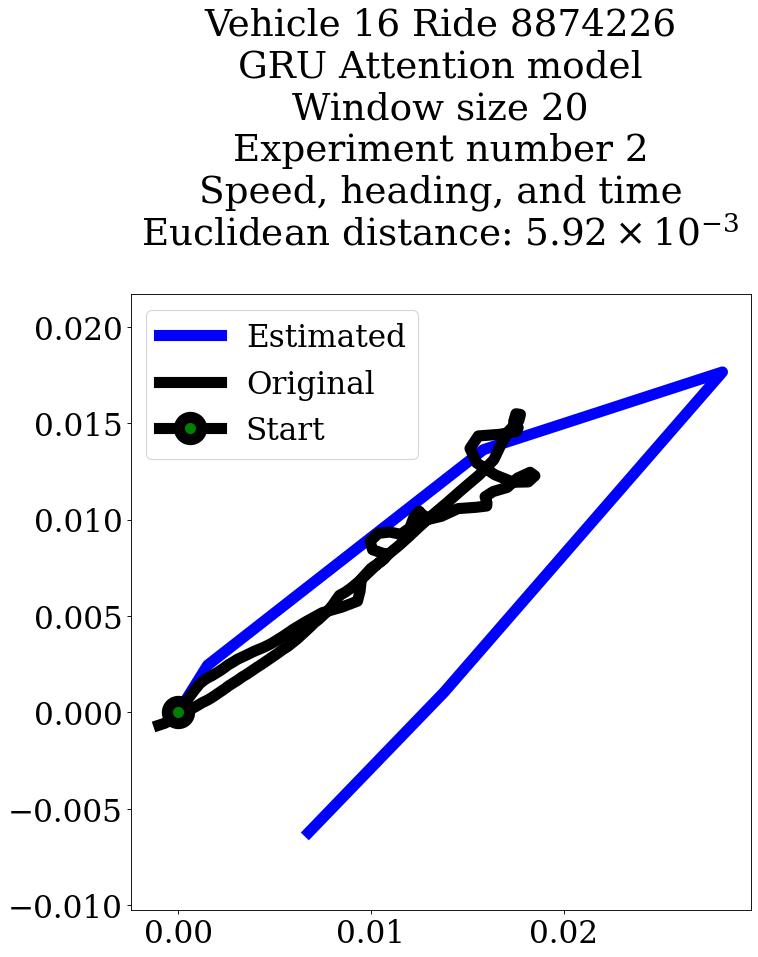 Vehicle 16 Ride 8874226
GRU Attention model
Window size 20
Experiment number 2
Speed, heading, and time
Euclidean distance: 5.92 × 10⁻³
Estimated
Original
Start
0.020
0.015
0.010
0.005
0.000
−0.005
−0.010
0.00 0.01 0.02